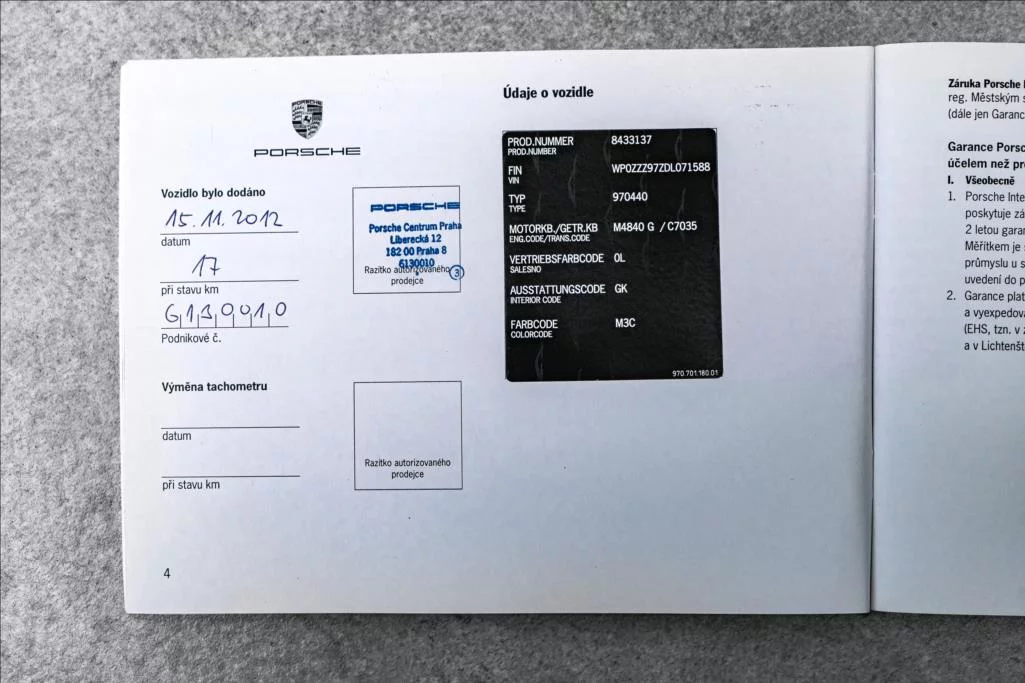 PORSCHE
Vozidlo bylo dodáno
15.11.2012
datum
17
při stavu km
6130010
Podnikové č.
PORSCHE
Porsche Centrum Praha
Liberecká 12
182 00 Praha 8
6130010
Razítko autorizovaného
prodejce
3
Výměna tachometru
datum
při stavu km
Razítko autorizovaného
prodejce
4
Údaje o vozidle
PROD.NUMMER 8433137
PROD.NUMBER
FIN WP0ZZZ97ZDL071588
VIN
TYP 970440
TYPE
MOTORKB./GETR.KB M4840 G / C7035
ENG.CODE/TRANS.CODE
VERTRIEBSFARBCODE 0L
SALESNO
AUSSTATTUNGSCODE GK
INTERIOR CODE
FARBCODE M3C
COLORCODE
970.701.180.01
Záruka Porsche
reg. Městským
(dále jen Garanc
Garance Porsc
účelem než pr
I. Všeobecně
1. Porsche Inte
poskytuje zá
2 letou garan
Měřítkem je
průmyslu u s
uvedení do p
2. Garance plat
a vyexpedova
(EHS, tzn. v z
a v Lichtenšt